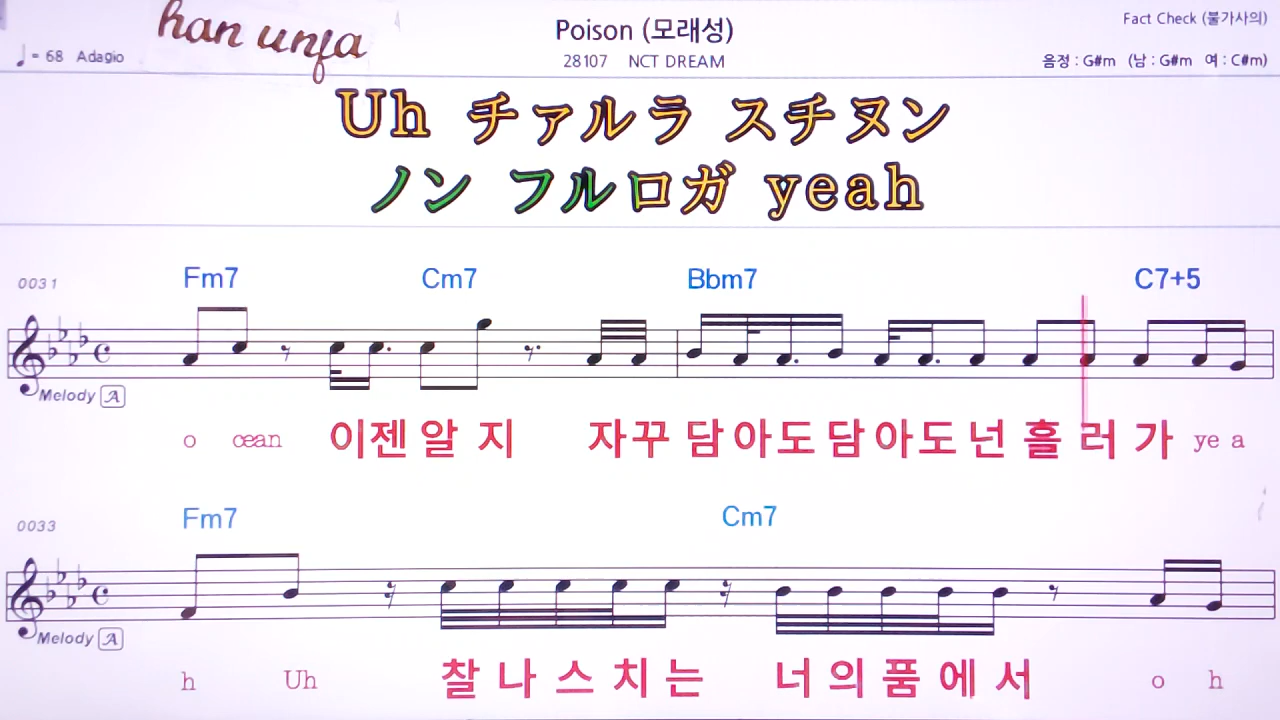 han unfa
Poison (모래성)
Fact Check (불가사의)
♩= 68 Adagio
28107 NCT DREAM
음정 : G#m (남 : G#m 여 : C#m)
Uh チァルラ スチヌン
ノン フルロガ yeah
0031 Fm7 Cm7 Bbm7 C7+5
Melody A
o cean 이젠 알 지 자꾸 담 아도 담 아도 넌 흘 러 가 ye a
0033 Fm7 Cm7
Melody A
h Uh 찰 나 스 치 는 너 의 품 에 서 o h